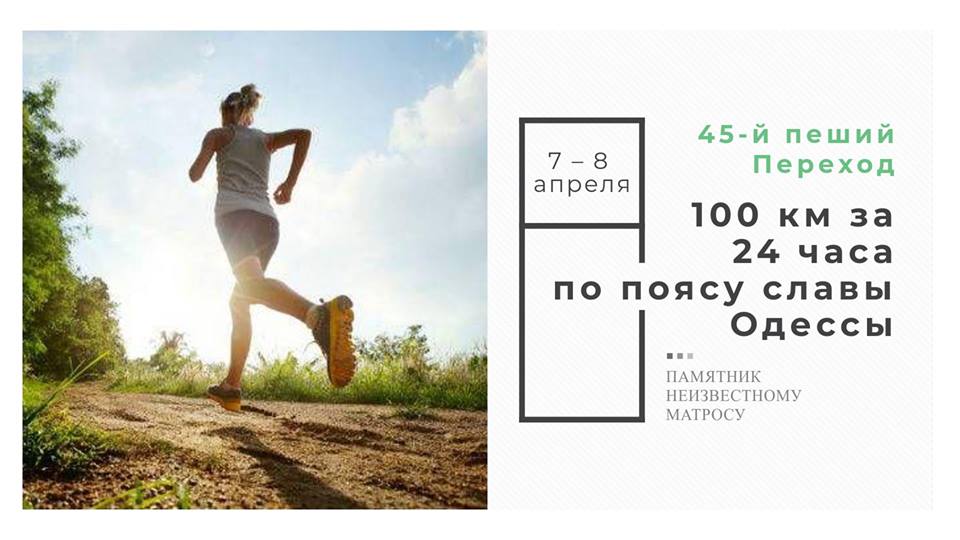 7 – 8
апреля
45-й пеший
Переход
100 км за
24 часа
по поясу славы
Одессы
ПАМЯТНИК
НЕИЗВЕСТНОМУ
МАТРОСУ